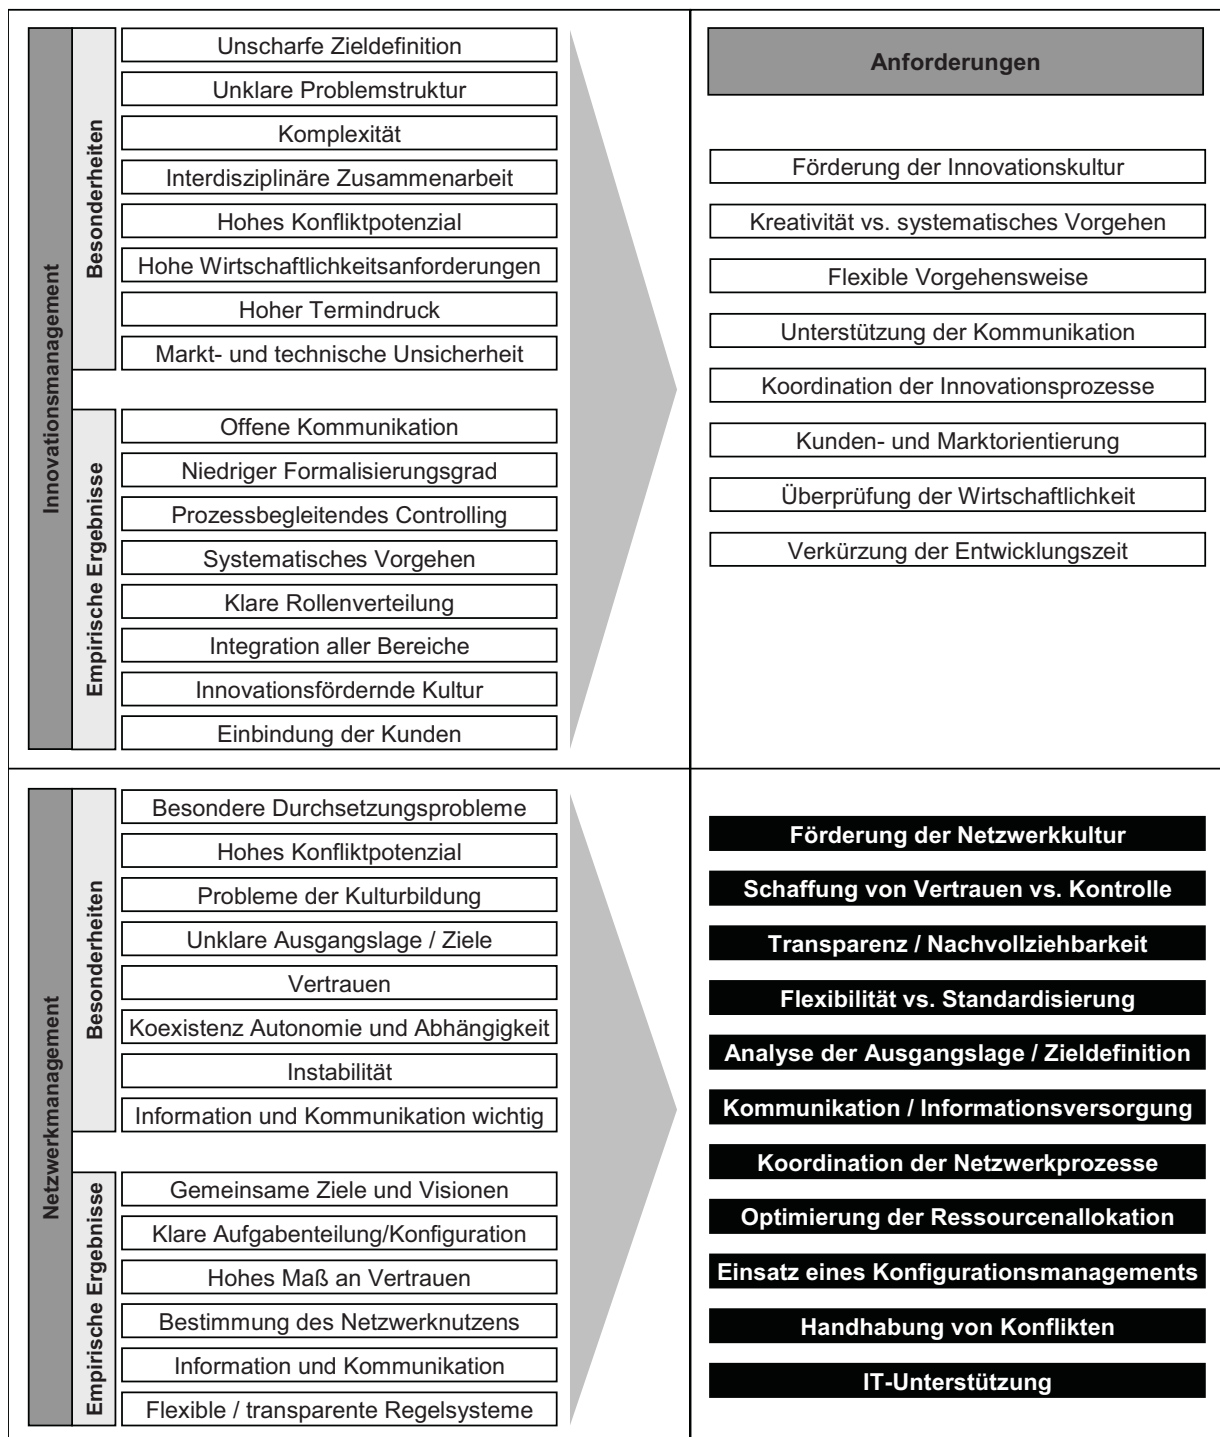 Innovationsmanagement
Besonderheiten
Unscharfe Zieldefinition
Unklare Problemstruktur
Komplexität
Interdisziplinäre Zusammenarbeit
Hohes Konfliktpotenzial
Hohe Wirtschaftlichkeitsanforderungen
Hoher Termindruck
Markt- und technische Unsicherheit
Empirische Ergebnisse
Offene Kommunikation
Niedriger Formalisierungsgrad
Prozessbegleitendes Controlling
Systematisches Vorgehen
Klare Rollenverteilung
Integration aller Bereiche
Innovationsfördernde Kultur
Einbindung der Kunden
Anforderungen
Förderung der Innovationskultur
Kreativität vs. systematisches Vorgehen
Flexible Vorgehensweise
Unterstützung der Kommunikation
Koordination der Innovationsprozesse
Kunden- und Marktorientierung
Überprüfung der Wirtschaftlichkeit
Verkürzung der Entwicklungszeit
Netzwerkmanagement
Besonderheiten
Besondere Durchsetzungsprobleme
Hohes Konfliktpotenzial
Probleme der Kulturbildung
Unklare Ausgangslage / Ziele
Vertrauen
Koexistenz Autonomie und Abhängigkeit
Instabilität
Information und Kommunikation wichtig
Empirische Ergebnisse
Gemeinsame Ziele und Visionen
Klare Aufgabenteilung/Konfiguration
Hohes Maß an Vertrauen
Bestimmung des Netzwerknutzens
Information und Kommunikation
Flexible / transparente Regelsysteme
Förderung der Netzwerkkultur
Schaffung von Vertrauen vs. Kontrolle
Transparenz / Nachvollziehbarkeit
Flexibilität vs. Standardisierung
Analyse der Ausgangslage / Zieldefinition
Kommunikation / Informationsversorgung
Koordination der Netzwerkprozesse
Optimierung der Ressourcenallokation
Einsatz eines Konfigurationsmanagements
Handhabung von Konflikten
IT-Unterstützung